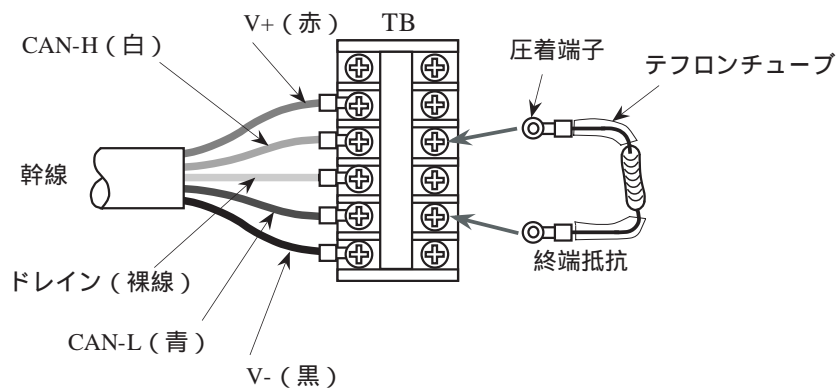 V+（赤）
TB
CAN-H（白）
圧着端子
テフロンチューブ
幹線
終端抵抗
ドレイン（裸線）
CAN-L（青）
V-（黒）